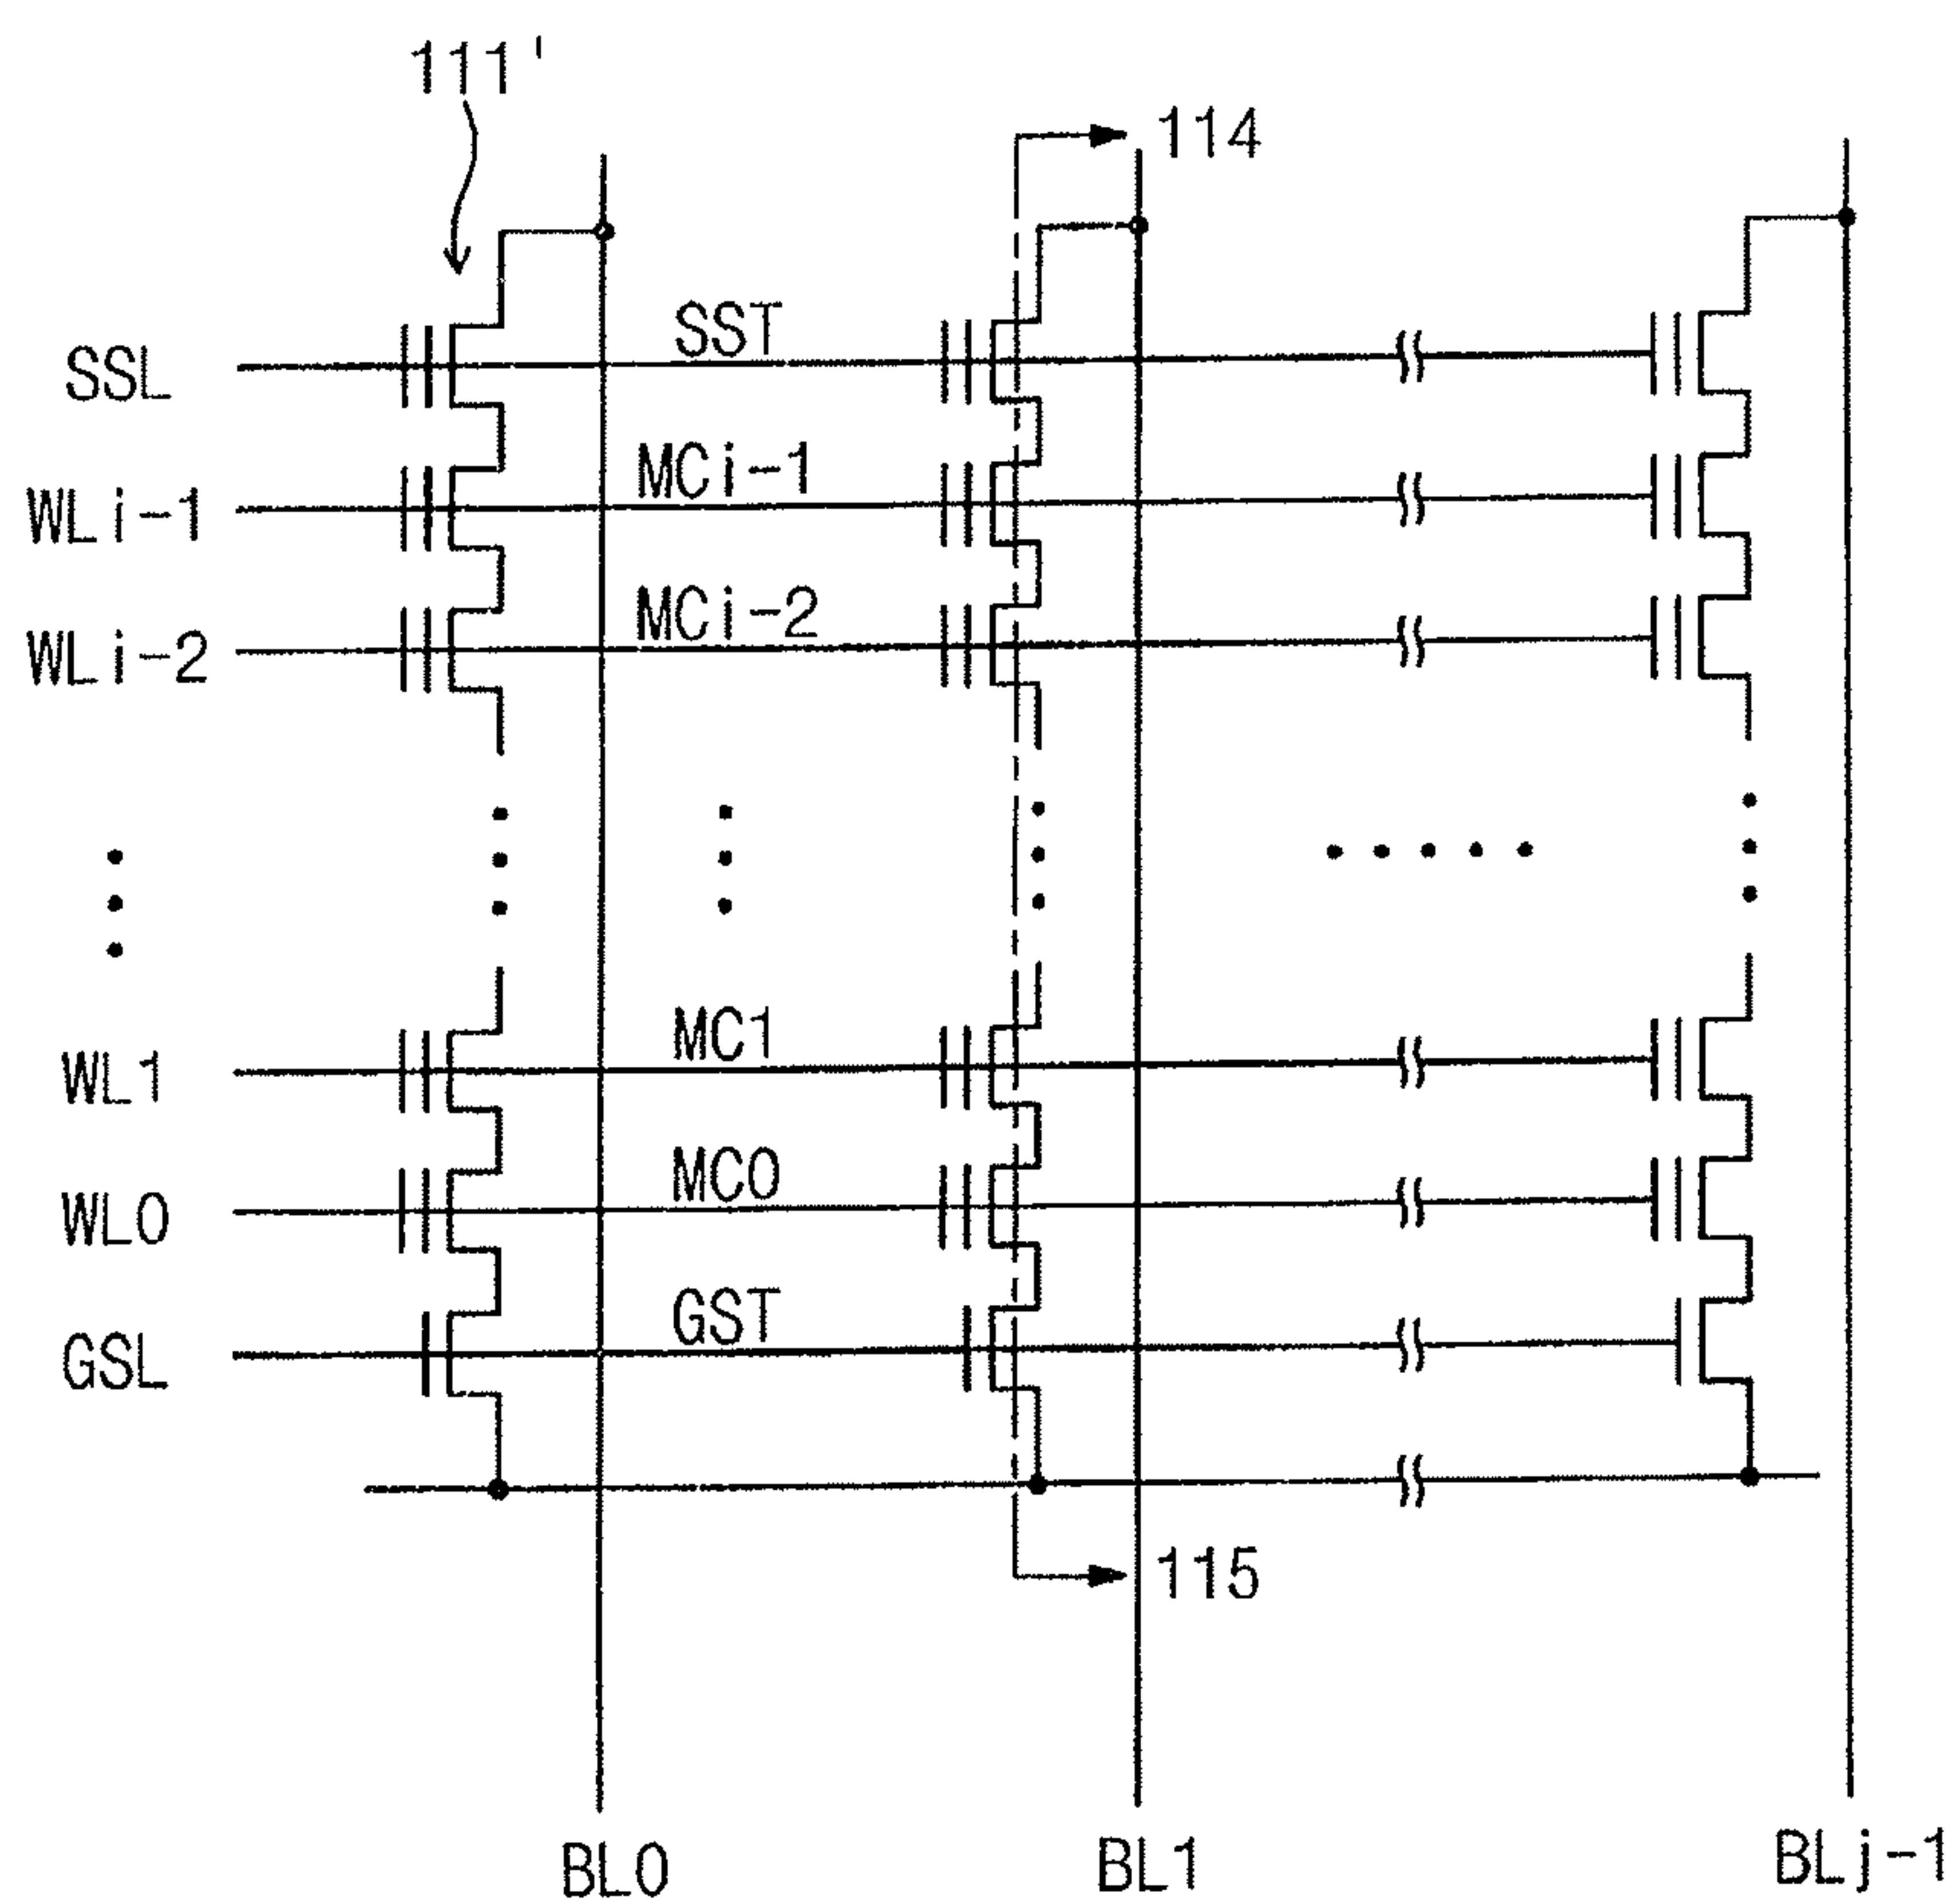 111'
114
SSL
SST
WLi-1
MCi-1
WLi-2
MCi-2
WL1
MC1
WL0
MC0
GSL
GST
115
BL0
BL1
BLj-1